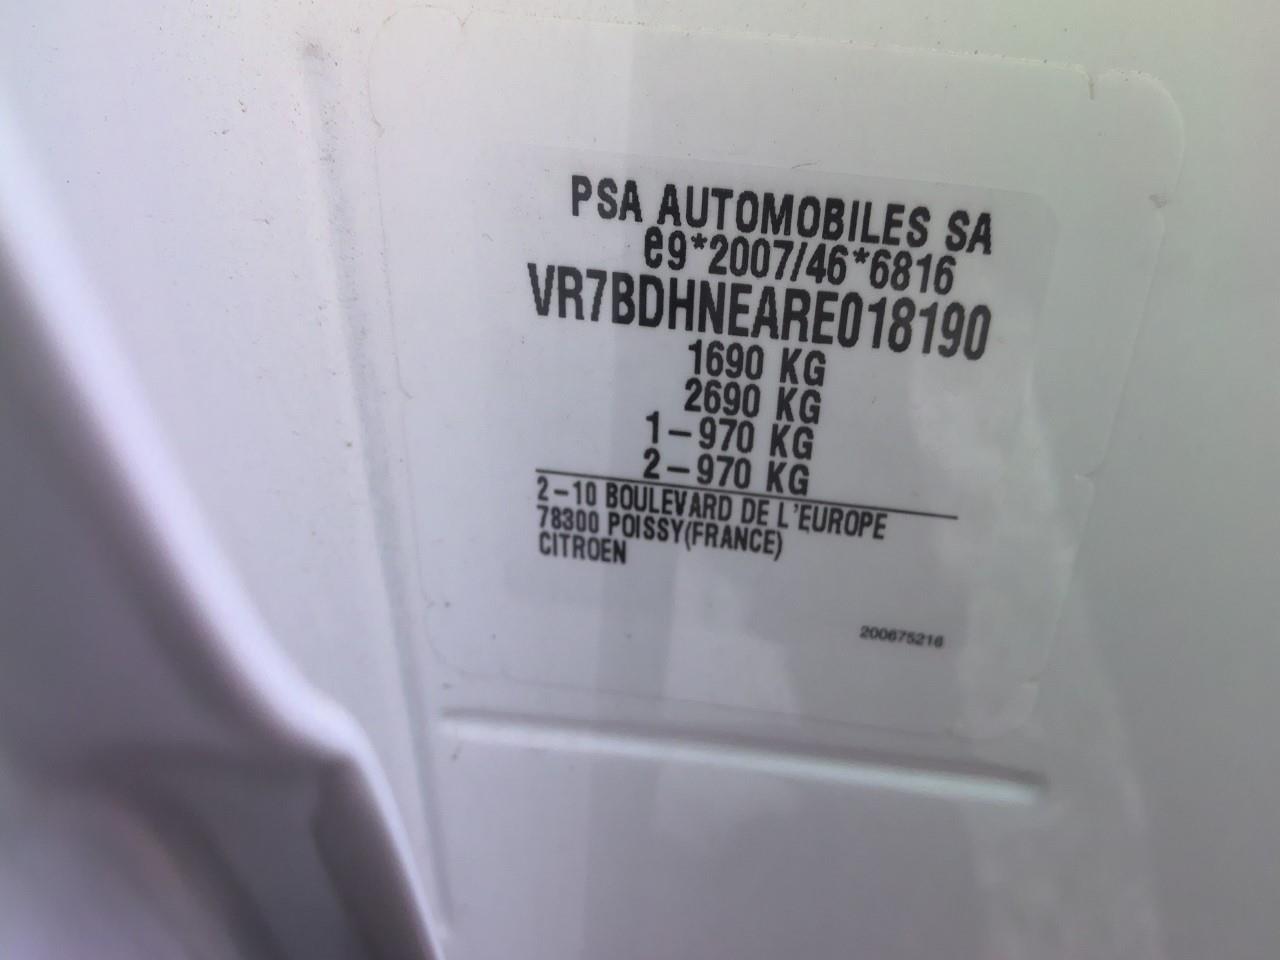 PSA AUTOMOBILES SA
e9*2007/46*6816
VR7BDHNEARE018190
1690 KG
2690 KG
1-970 KG
2-970 KG
2-10 BOULEVARD DE L'EUROPE
78300 POISSY(FRANCE)
CITROEN
200675216